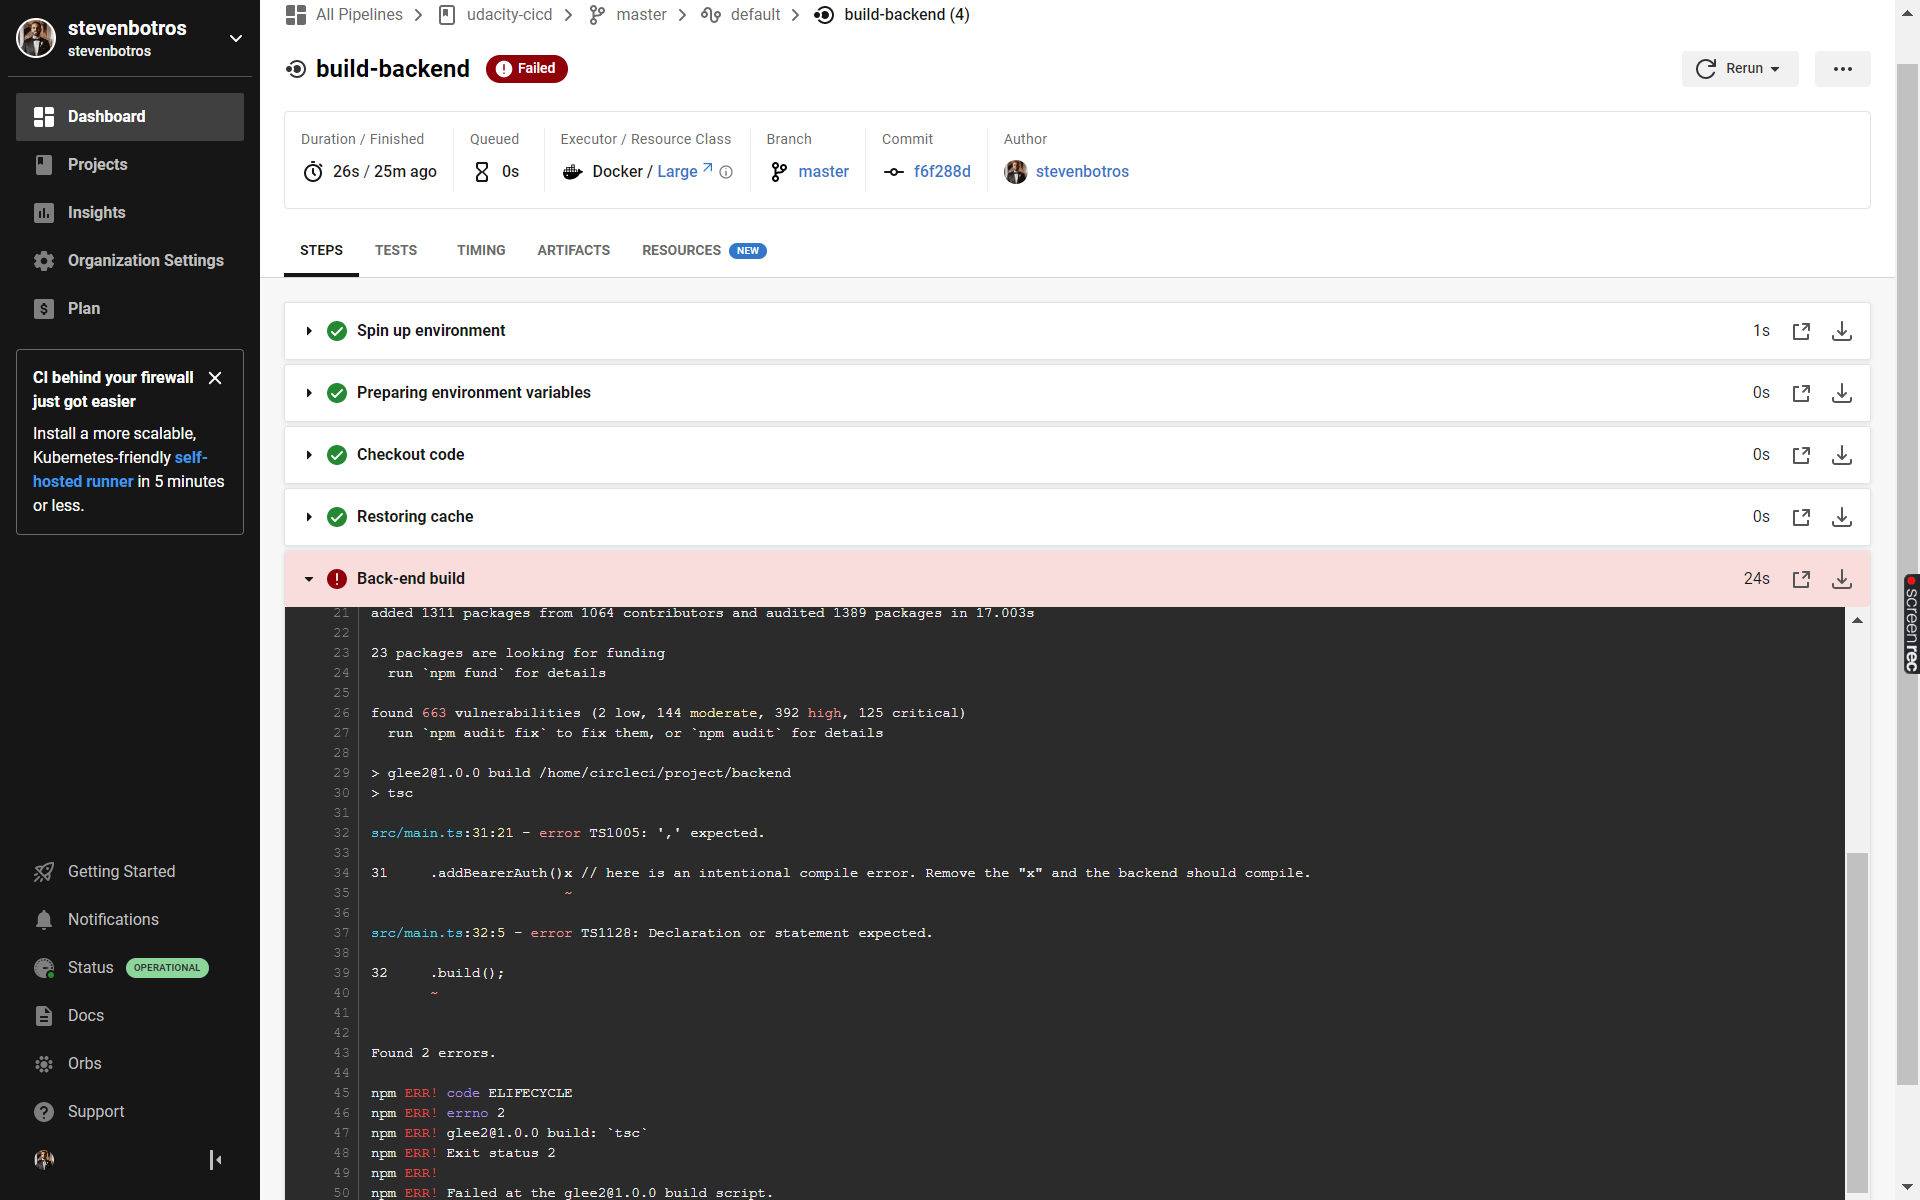 stevenbotros
stevenbotros
Dashboard
Projects
Insights
Organization Settings
Plan
CI behind your firewall
just got easier
Install a more scalable,
Kubernetes-friendly self-
hosted runner in 5 minutes
or less.
Getting Started
Notifications
Status OPERATIONAL
Docs
Orbs
Support
All Pipelines udacity-cicd master default build-backend (4)
build-backend Failed
Rerun
Duration / Finished
26s / 25m ago
Queued
0s
Executor / Resource Class
Docker / Large
Branch
master
Commit
f6f288d
Author
stevenbotros
STEPS TESTS TIMING ARTIFACTS RESOURCES NEW
Spin up environment 1s
Preparing environment variables 0s
Checkout code 0s
Restoring cache 0s
Back-end build 24s
21 added 1311 packages from 1064 contributors and audited 1389 packages in 17.003s
22
23 23 packages are looking for funding
24 run `npm fund` for details
25
26 found 663 vulnerabilities (2 low, 144 moderate, 392 high, 125 critical)
27 run `npm audit fix` to fix them, or `npm audit` for details
28
29 > glee2@1.0.0 build /home/circleci/project/backend
30 > tsc
31
32 src/main.ts:31:21 - error TS1005: ',' expected.
33
34 31 .addBearerAuth()x // here is an intentional compile error. Remove the "x" and the backend should compile.
35 ~
36
37 src/main.ts:32:5 - error TS1128: Declaration or statement expected.
38
39 32 .build();
40 ~
41
42
43 Found 2 errors.
44
45 npm ERR! code ELIFECYCLE
46 npm ERR! errno 2
47 npm ERR! glee2@1.0.0 build: `tsc`
48 npm ERR! Exit status 2
49 npm ERR!
50 npm ERR! Failed at the glee2@1.0.0 build script.
screenrec